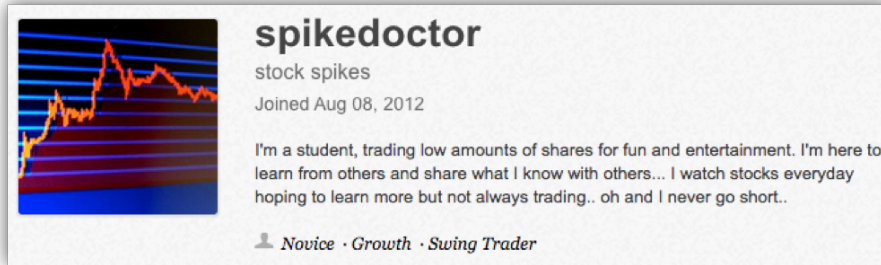 spikedoctor
stock spikes
Joined Aug 08, 2012
I'm a student, trading low amounts of shares for fun and entertainment. I'm here to
learn from others and share what I know with others... I watch stocks everyday
hoping to learn more but not always trading.. oh and I never go short..
Novice · Growth · Swing Trader